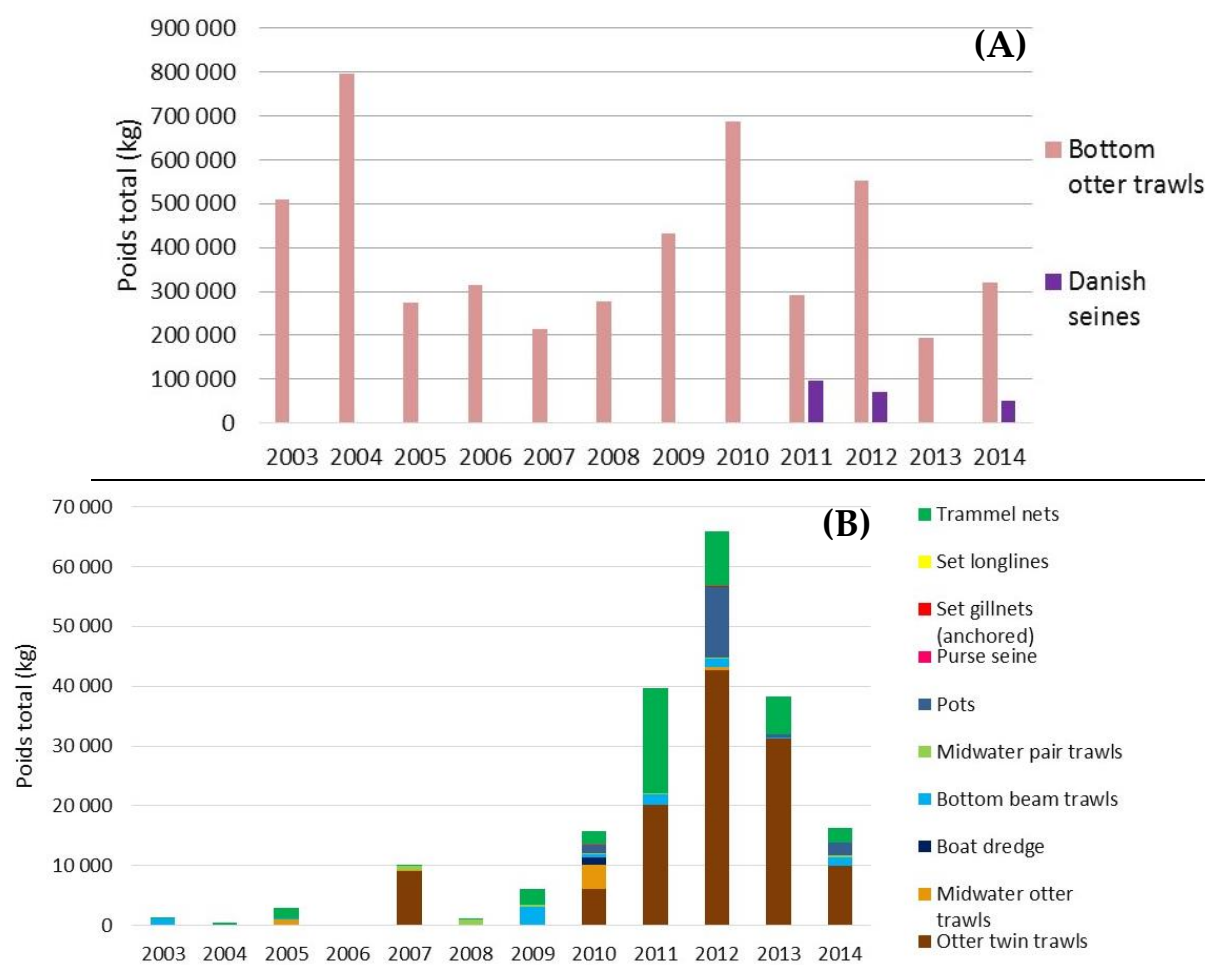 (A)
Poids total (kg)
900 000
800 000
700 000
600 000
500 000
400 000
300 000
200 000
100 000
0
2003 2004 2005 2006 2007 2008 2009 2010 2011 2012 2013 2014
Bottom
otter trawls
Danish
seines
(B)
Poids total (kg)
70 000
60 000
50 000
40 000
30 000
20 000
10 000
0
2003 2004 2005 2006 2007 2008 2009 2010 2011 2012 2013 2014
Trammel nets
Set longlines
Set gillnets
(anchored)
Purse seine
Pots
Midwater pair trawls
Bottom beam trawls
Boat dredge
Midwater otter
trawls
Otter twin trawls